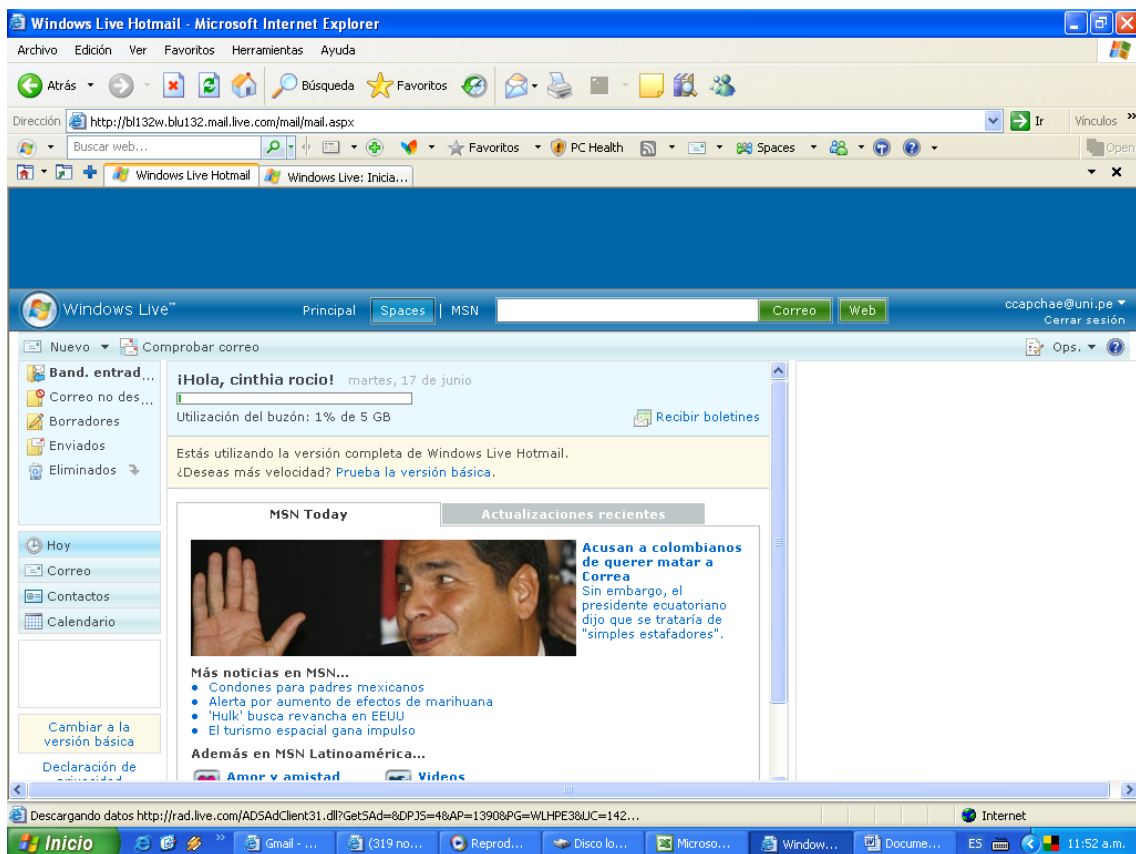 Windows Live Hotmail - Microsoft Internet Explorer
Archivo Edición Ver Favoritos Herramientas Ayuda
Atrás Búsqueda Favoritos
Dirección http://bl132w.blu132.mail.live.com/mail/mail.aspx Ir Vínculos »
Buscar web... Favoritos PC Health Spaces Open
Windows Live Hotmail Windows Live: Inicia...
Windows Live™ Principal Spaces | MSN Correo Web ccapchae@uni.pe
Cerrar sesión
Nuevo Comprobar correo Ops.
Band. entrad...
Correo no des...
Borradores
Enviados
Eliminados
Hoy
Correo
Contactos
Calendario
Cambiar a la
versión básica
Declaración de
privacidad
¡Hola, cinthia rocio! martes, 17 de junio
Utilización del buzón: 1% de 5 GB Recibir boletines
Estás utilizando la versión completa de Windows Live Hotmail.
¿Deseas más velocidad? Prueba la versión básica.
MSN Today Actualizaciones recientes
Acusan a colombianos
de querer matar a
Correa
Sin embargo, el
presidente ecuatoriano
dijo que se trataría de
"simples estafadores".
Más noticias en MSN...
• Condones para padres mexicanos
• Alerta por aumento de efectos de marihuana
• 'Hulk' busca revancha en EEUU
• El turismo espacial gana impulso
Además en MSN Latinoamérica...
Amor y amistad Videos
Descargando datos http://rad.live.com/ADSAdClient31.dll?GetSAd=&DPJS=4&AP=1390&PG=WLHPE3&UC=142... Internet
Inicio » Gmail - ... (319 no... Reprod... Disco lo... Microso... Window... Docume... ES 11:52 a.m.